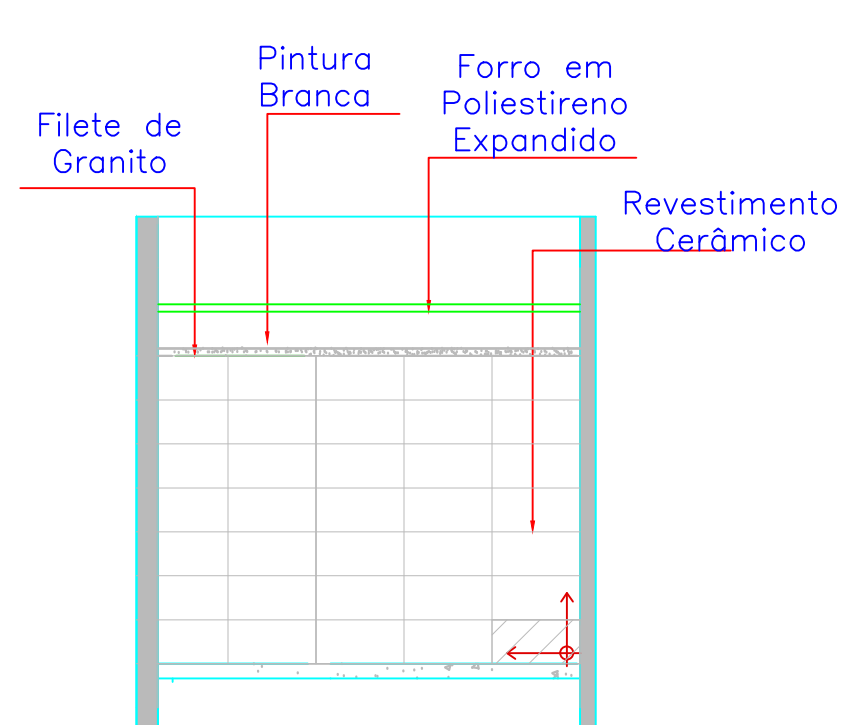 Pintura
Branca
Forro em
Poliestireno
Expandido
Filete de
Granito
Revestimento
Cerâmico